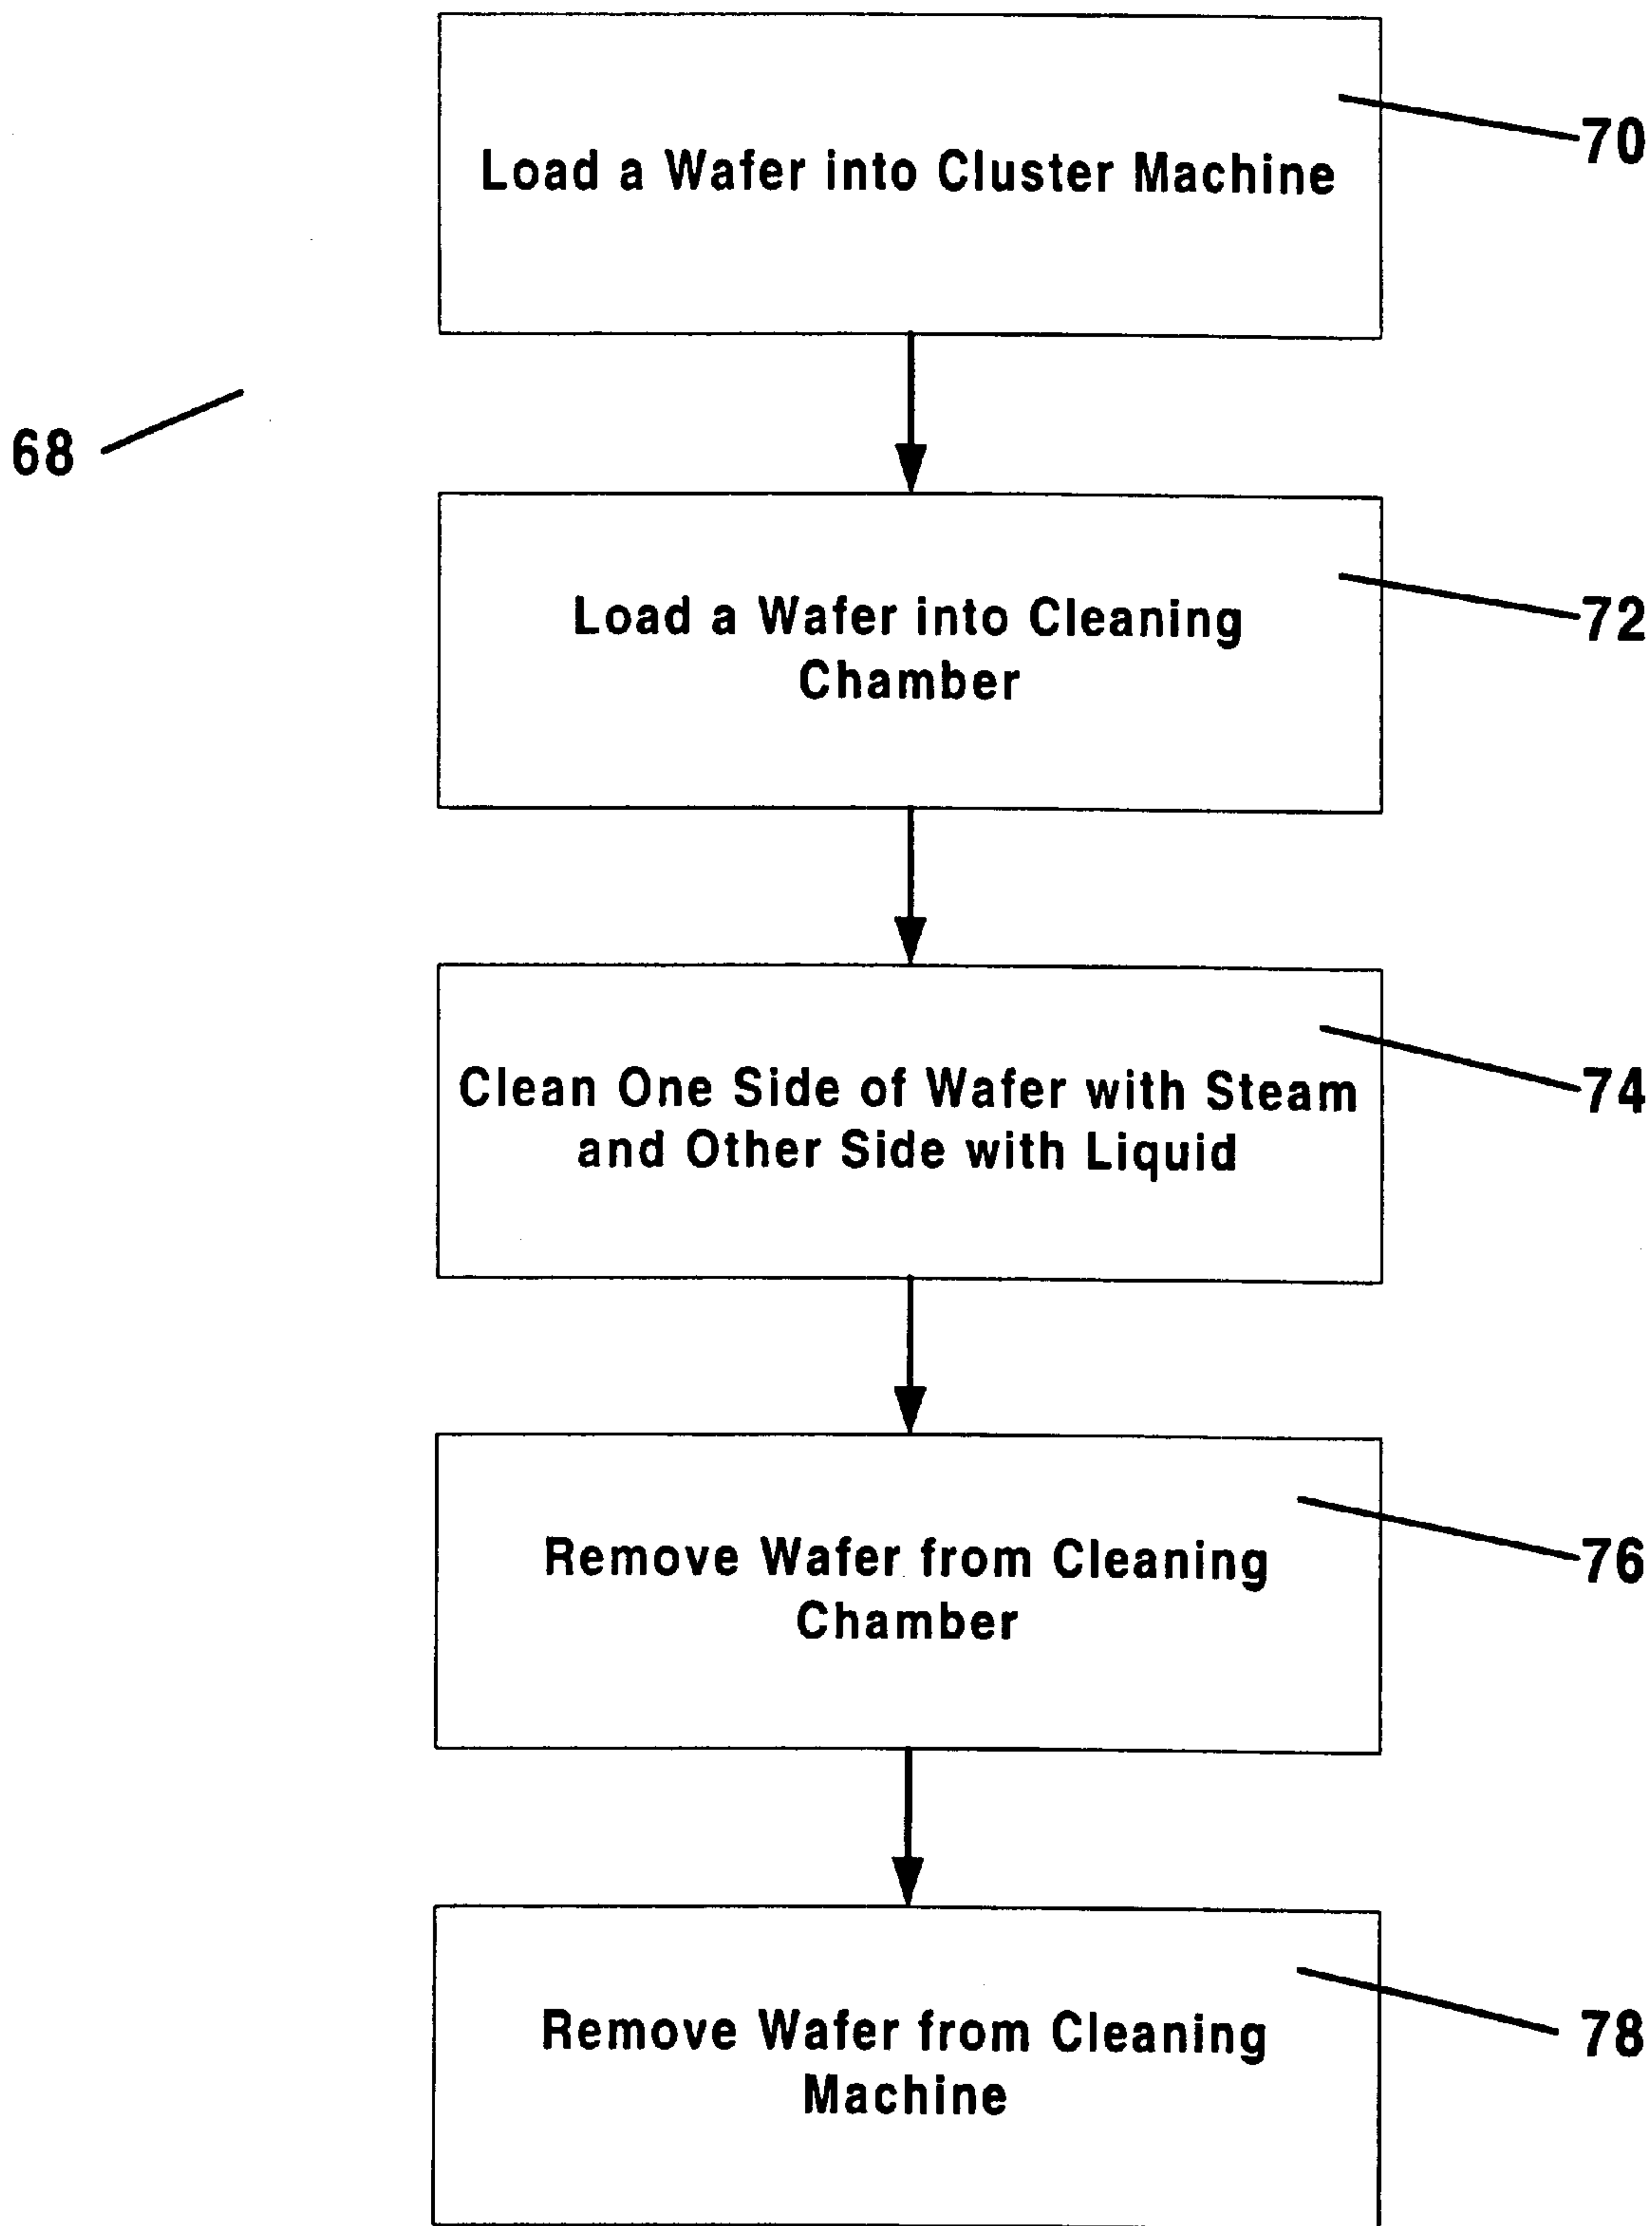 Load a Wafer into Cluster Machine
70
68
Load a Wafer into Cleaning
Chamber
72
Clean One Side of Wafer with Steam
and Other Side with Liquid
74
Remove Wafer from Cleaning
Chamber
76
Remove Wafer from Cleaning
Machine
78